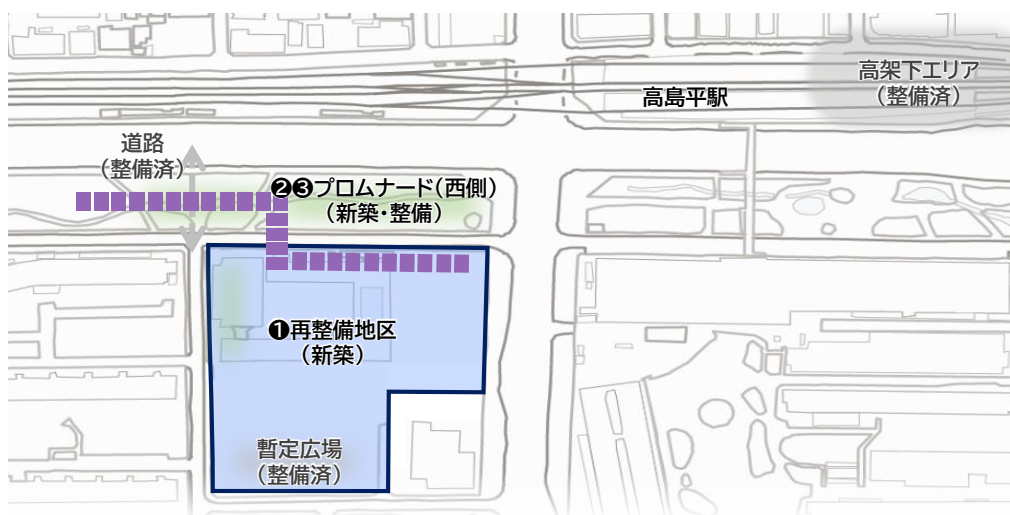 高架下エリア
（整備済）
高島平駅
道路
（整備済）
❷❸プロムナード（西側）
（新築・整備）
❶再整備地区
（新築）
暫定広場
（整備済）